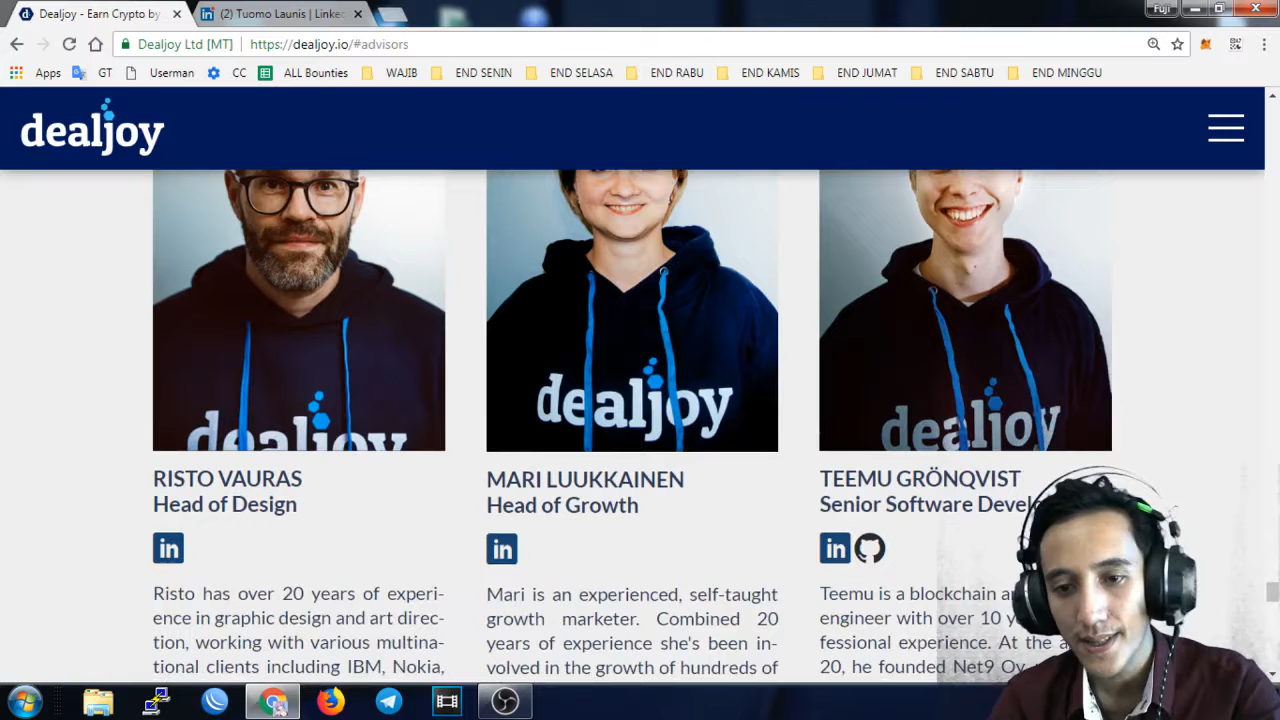 Dealjoy - Earn Crypto by
(2) Tuomo Launis | Linke
Fuji
Dealjoy Ltd [MT]
https://dealjoy.io/#advisors
Apps
GT
Userman
CC
ALL Bounties
WAJIB
END SENIN
END SELASA
END RABU
END KAMIS
END JUMAT
END SABTU
END MINGGU
dealjoy
dealjoy
dealjoy
dealjoy
RISTO VAURAS
Head of Design
in
Risto has over 20 years of experi-
ence in graphic design and art direc-
tion, working with various multina-
tional clients including IBM, Nokia,
MARI LUUKKAINEN
Head of Growth
in
Mari is an experienced, self-taught
growth marketer. Combined 20
years of experience she's been in-
volved in the growth of hundreds of
TEEMU GRÖNQVIST
Senior Software Devel
in
Teemu is a blockchain
engineer with over 10
fessional experience. At the
20, he founded Net9 Oy